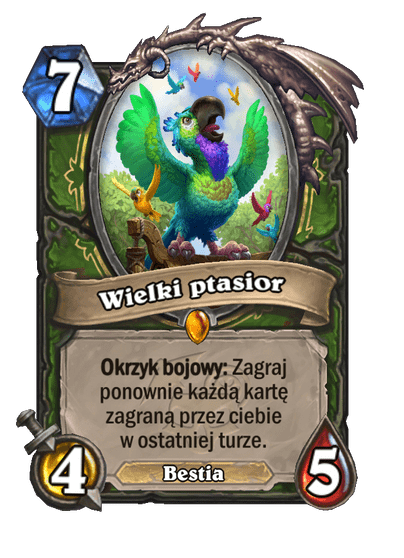 7
Wielki ptasior
Okrzyk bojowy: Zagraj
ponownie każdą kartę
zagraną przez ciebie
w ostatniej turze.
4
Bestia
5